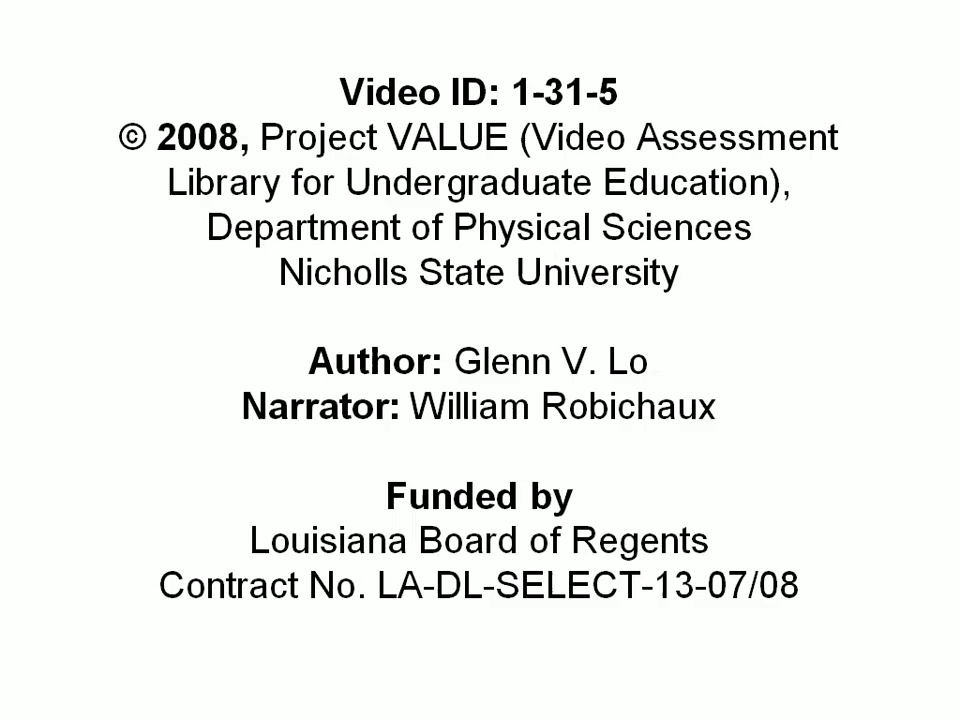 Video ID: 1-31-5
© 2008, Project VALUE (Video Assessment
Library for Undergraduate Education),
Department of Physical Sciences
Nicholls State University
Author: Glenn V. Lo
Narrator: William Robichaux
Funded by
Louisiana Board of Regents
Contract No. LA-DL-SELECT-13-07/08